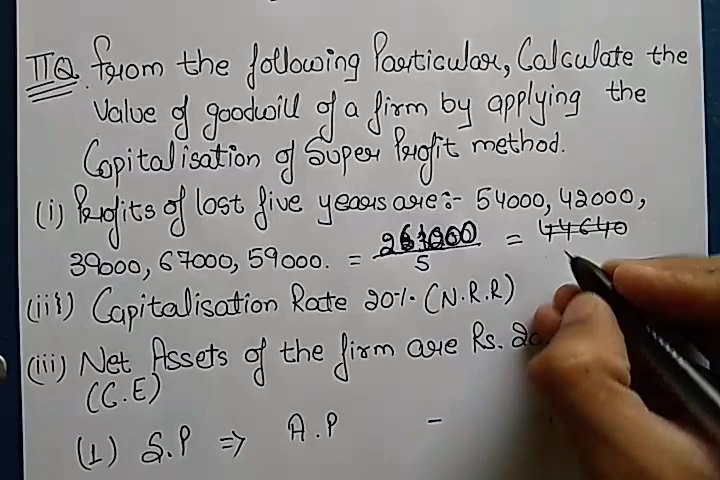 IIQ. From the following Particular, Calculate the
Value of goodwill of a firm by applying the
Capitalisation of Super Profit method.
(i) Profits of last five years are:- 54000, 42000,
39000, 67000, 59000. = 261000/5 = 44640
(ii) Capitalisation Rate 20%. (N.R.R)
(iii) Net Assets of the firm are Rs. 20
(C.E)
(1) S.P ⇒ A.P -